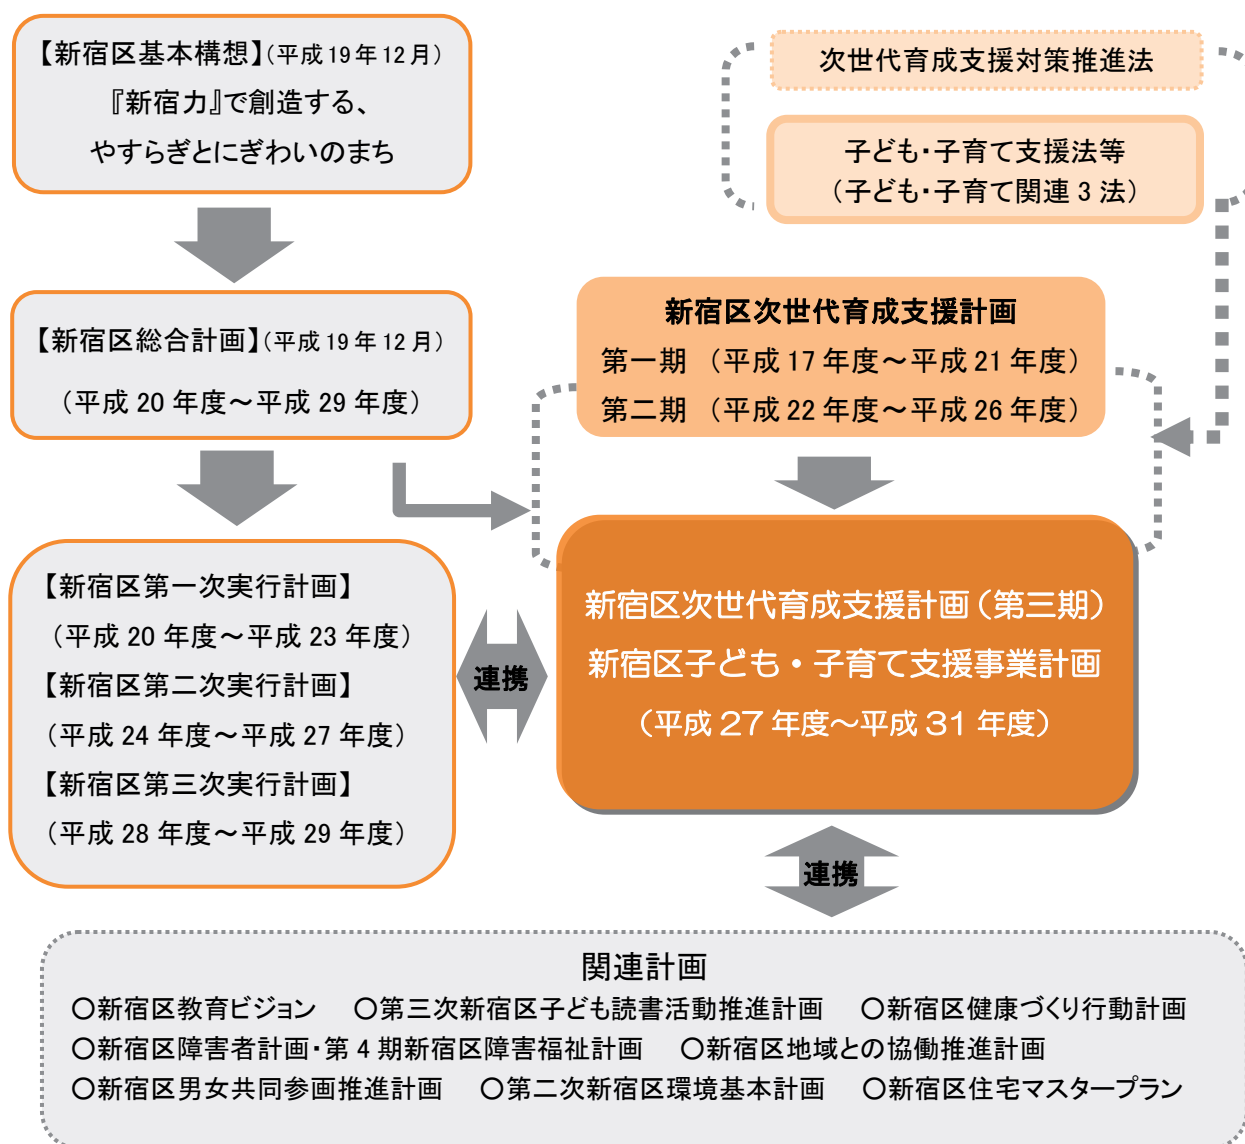 【新宿区基本構想】(平成19年12月)
『新宿力』で創造する、
やすらぎとにぎわいのまち
次世代育成支援対策推進法
子ども・子育て支援法等
(子ども・子育て関連3法)
【新宿区総合計画】(平成19年12月)
(平成20年度~平成29年度)
新宿区次世代育成支援計画
第一期 (平成17年度~平成21年度)
第二期 (平成22年度~平成26年度)
【新宿区第一次実行計画】
(平成20年度~平成23年度)
【新宿区第二次実行計画】
(平成24年度~平成27年度)
【新宿区第三次実行計画】
(平成28年度~平成29年度)
連携
新宿区次世代育成支援計画(第三期)
新宿区子ども・子育て支援事業計画
(平成27年度~平成31年度)
連携
関連計画
○新宿区教育ビジョン ○第三次新宿区子ども読書活動推進計画 ○新宿区健康づくり行動計画
○新宿区障害者計画・第4期新宿区障害福祉計画 ○新宿区地域との協働推進計画
○新宿区男女共同参画推進計画 ○第二次新宿区環境基本計画 ○新宿区住宅マスタープラン